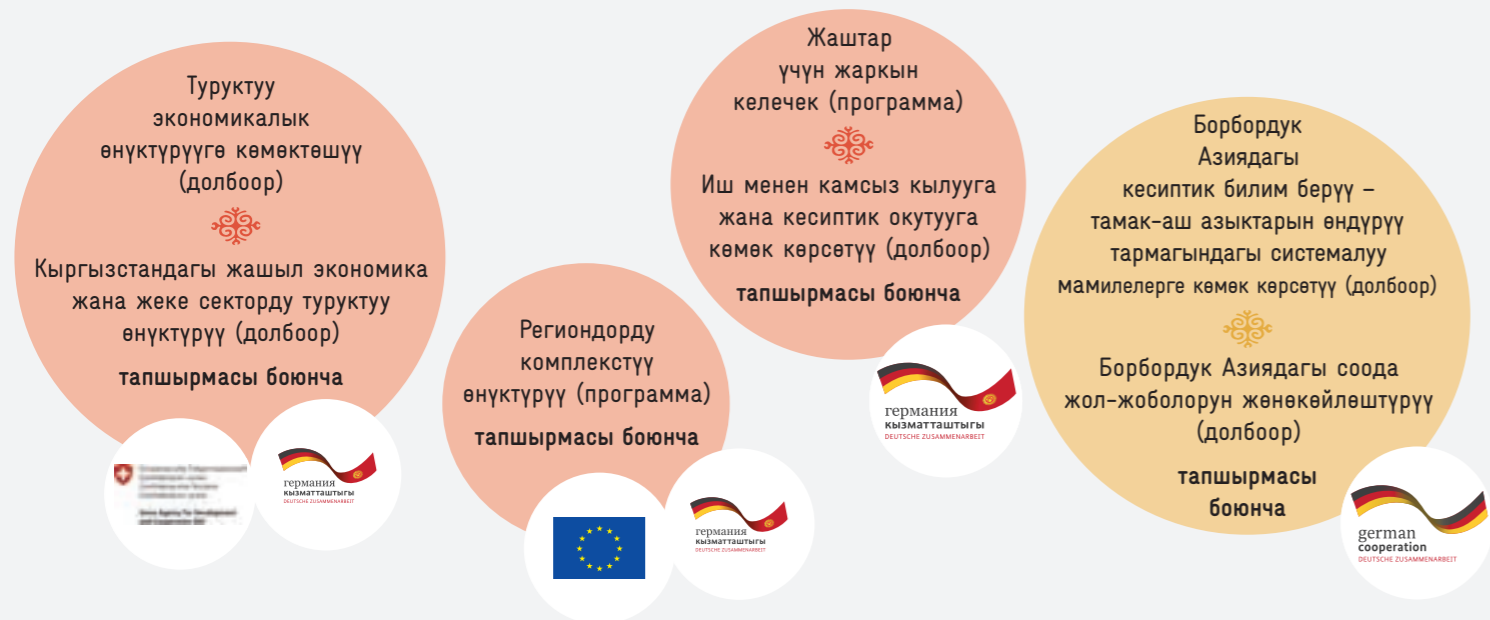 Туруктуу
экономикалык
өнүктүрүүгө көмөктөшүү
(долбоор)
Кыргызстандагы жашыл экономика
жана жеке секторду туруктуу
өнүктүрүү (долбоор)
тапшырмасы боюнча
германия
кызматташтыгы
DEUTSCHE ZUSAMMENARBEIT
Региондорду
комплекстүү
өнүктүрүү (программа)
тапшырмасы боюнча
германия
кызматташтыгы
DEUTSCHE ZUSAMMENARBEIT
Жаштар
үчүн жаркын
келечек (программа)
Иш менен камсыз кылууга
жана кесиптик окутууга
көмөк көрсөтүү (долбоор)
тапшырмасы боюнча
германия
кызматташтыгы
DEUTSCHE ZUSAMMENARBEIT
Борбордук
Азиядагы
кесиптик билим берүү –
тамак-аш азыктарын өндүрүү
тармагындагы системалуу
мамилелерге көмөк көрсөтүү (долбоор)
Борбордук Азиядагы соода
жол-жоболорун жөнөкөйлөштүрүү
(долбоор)
тапшырмасы
боюнча
german
cooperation
DEUTSCHE ZUSAMMENARBEIT